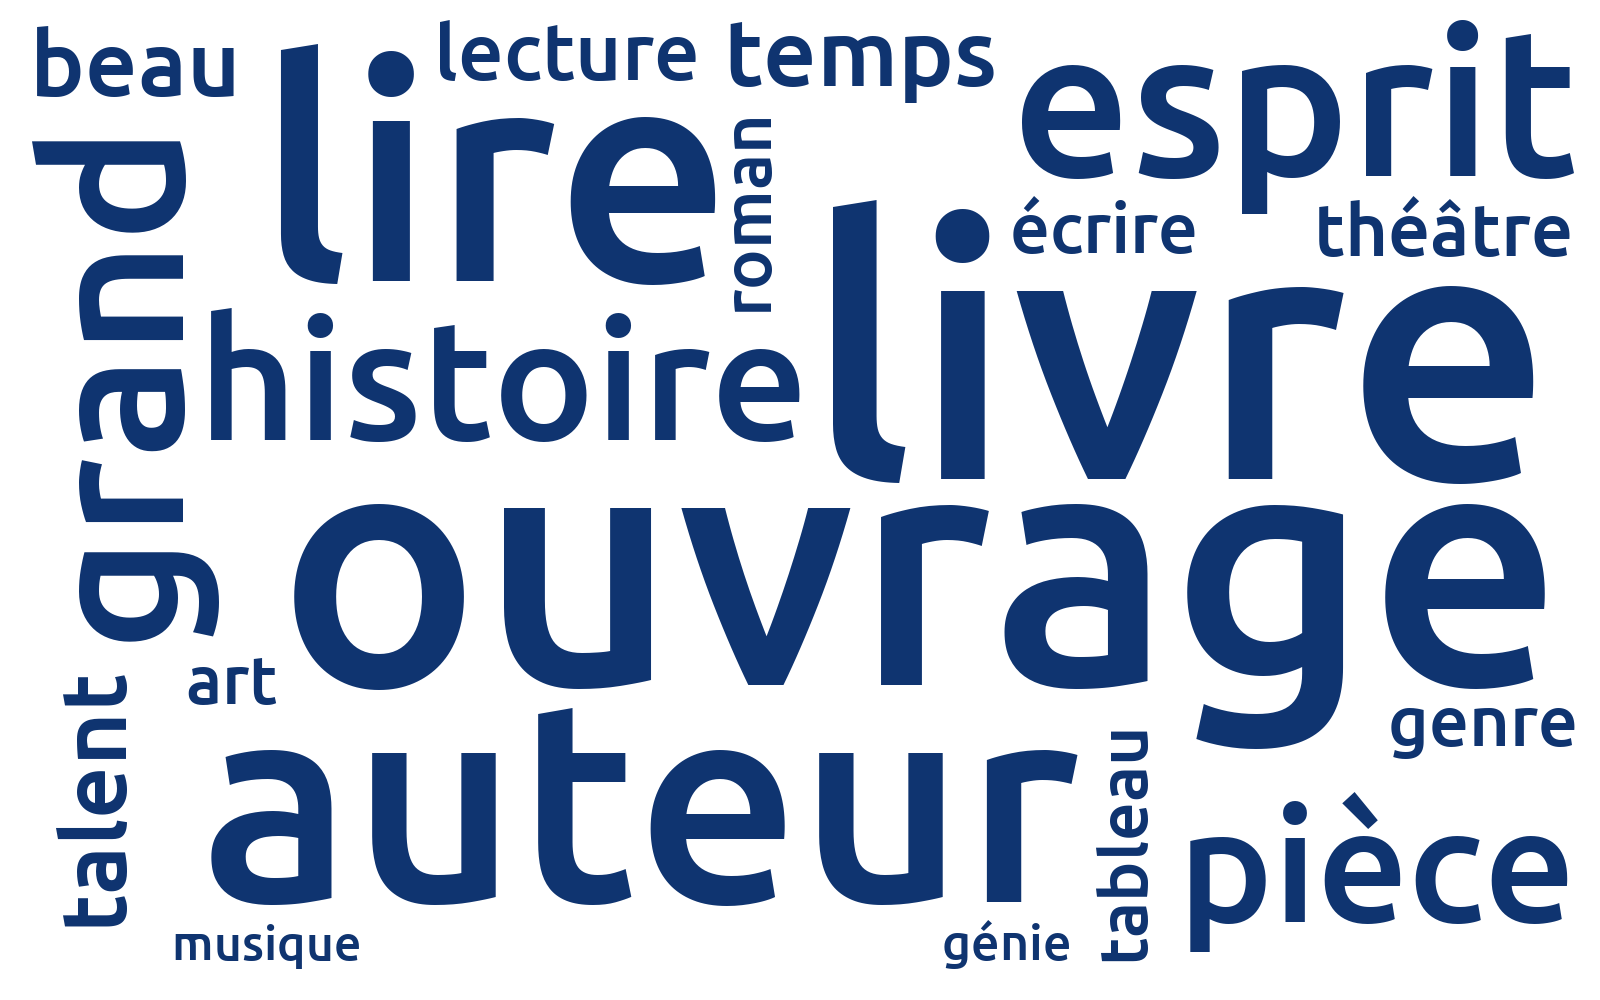 beau
lire
lecture
temps
esprit
grand
roman
écrire
théâtre
livre
histoire
ouvrage
talent
art
auteur
genre
tableau
pièce
musique
génie